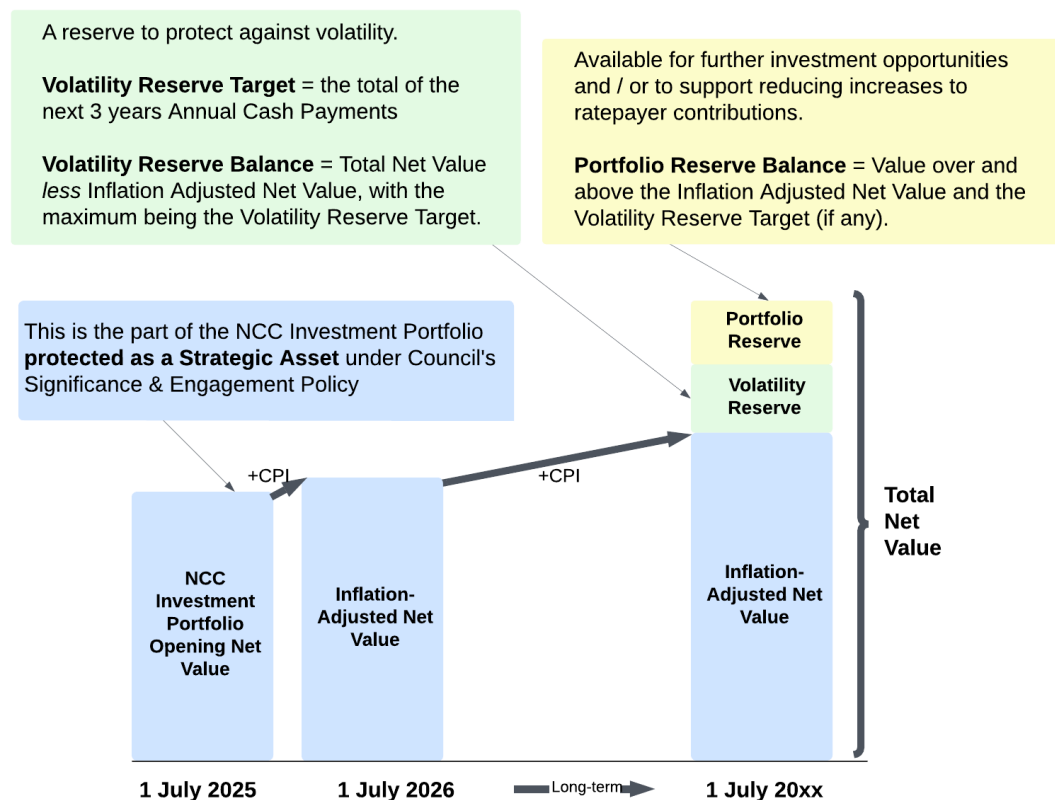 A reserve to protect against volatility.
Volatility Reserve Target = the total of the
next 3 years Annual Cash Payments
Volatility Reserve Balance = Total Net Value
less Inflation Adjusted Net Value, with the
maximum being the Volatility Reserve Target.
Available for further investment opportunities
and / or to support reducing increases to
ratepayer contributions.
Portfolio Reserve Balance = Value over and
above the Inflation Adjusted Net Value and the
Volatility Reserve Target (if any).
This is the part of the NCC Investment Portfolio
protected as a Strategic Asset under Council's
Significance & Engagement Policy
Portfolio
Reserve
Volatility
Reserve
+CPI
+CPI
Total
Net
Value
NCC
Investment
Portfolio
Opening Net
Value
Inflation-
Adjusted Net
Value
Inflation-
Adjusted Net
Value
1 July 2025
1 July 2026
Long-term
1 July 20xx